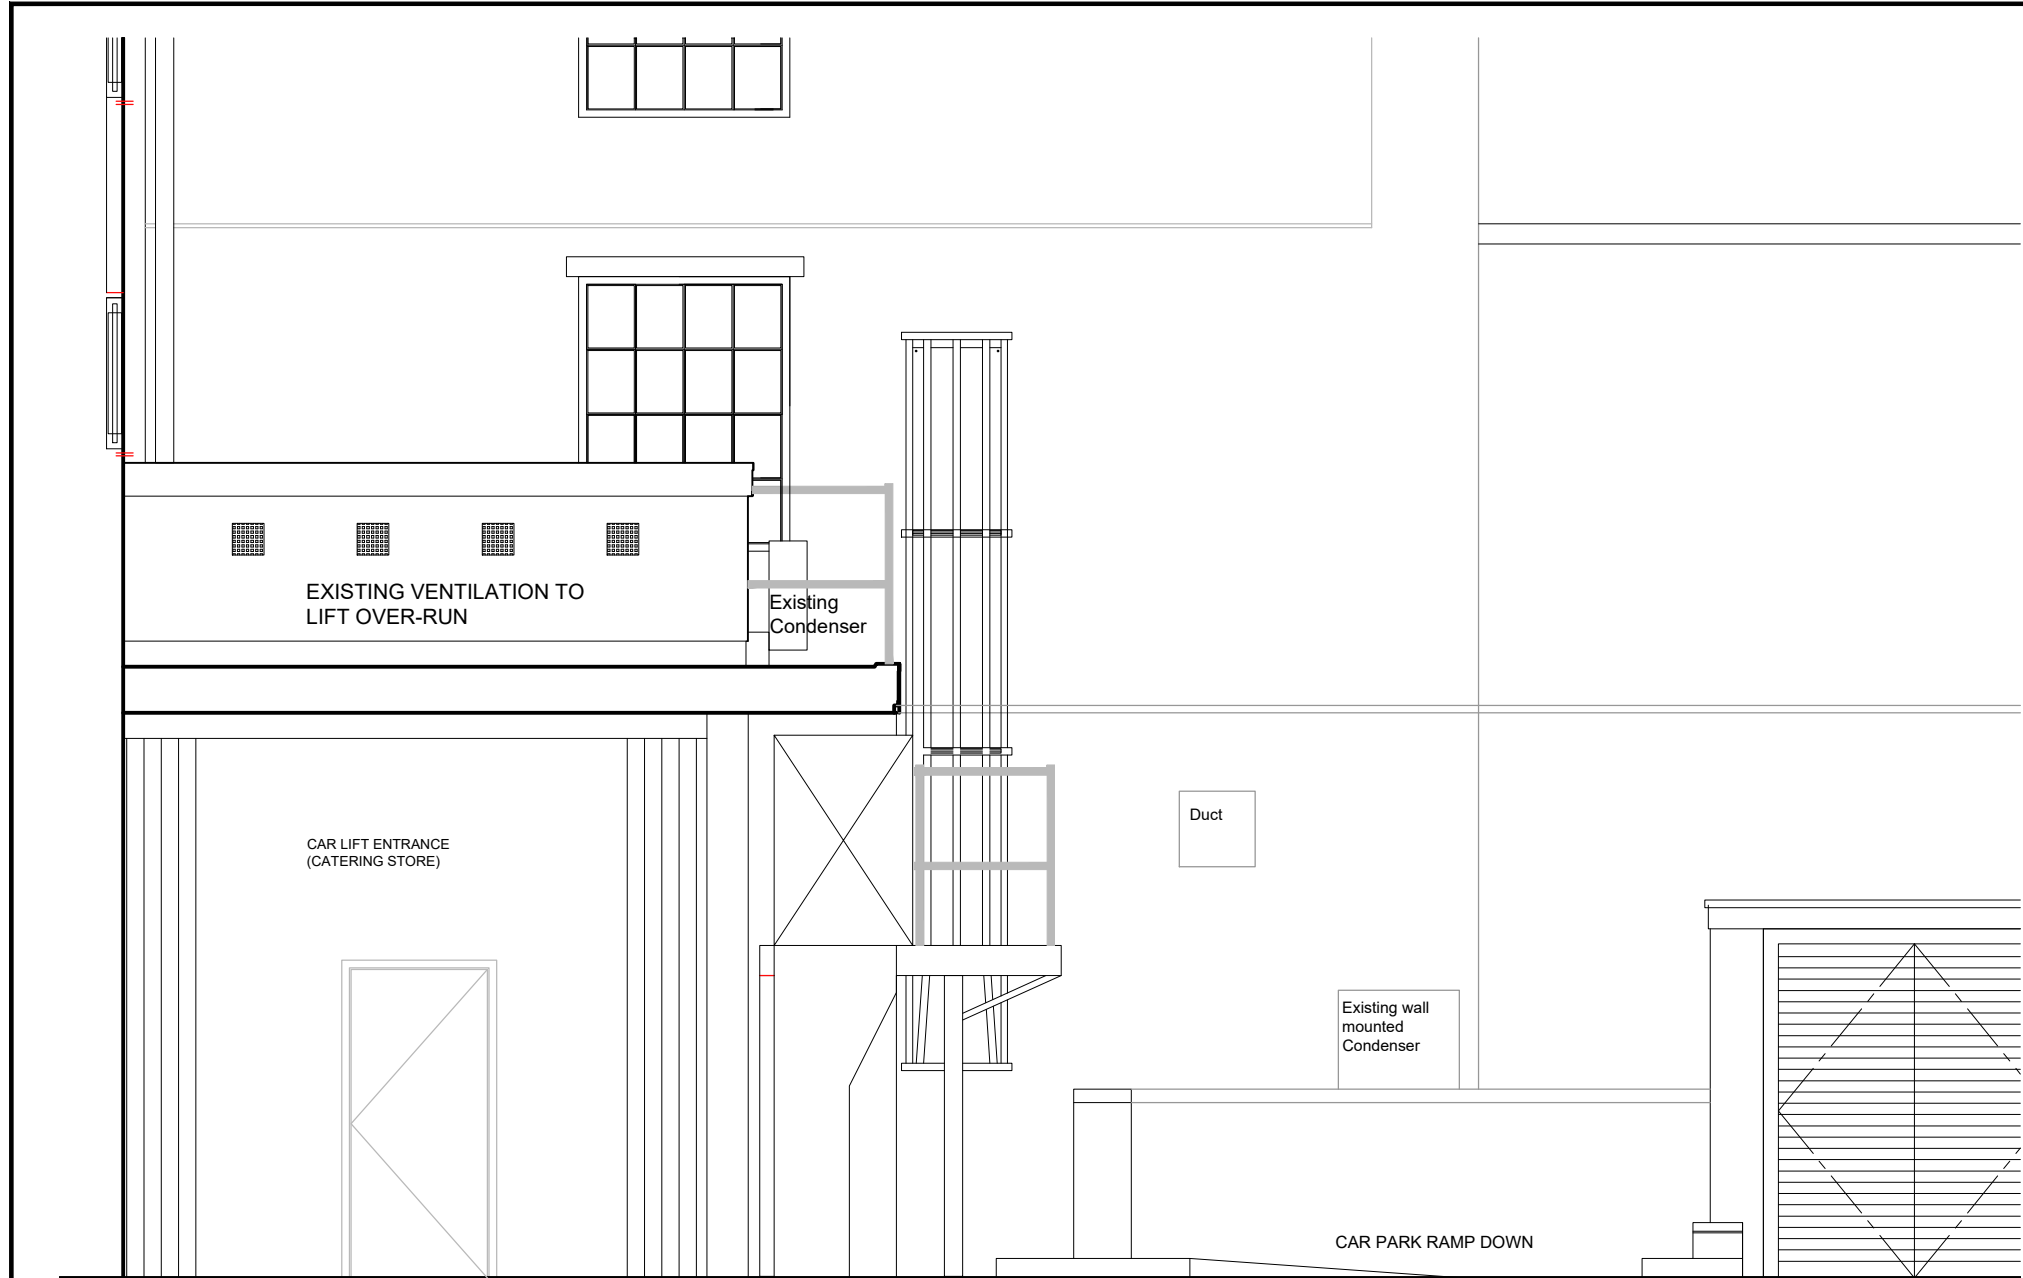 EXISTING VENTILATION TO
LIFT OVER-RUN
Existing
Condenser
CAR LIFT ENTRANCE
(CATERING STORE)
Duct
Existing wall
mounted
Condenser
CAR PARK RAMP DOWN